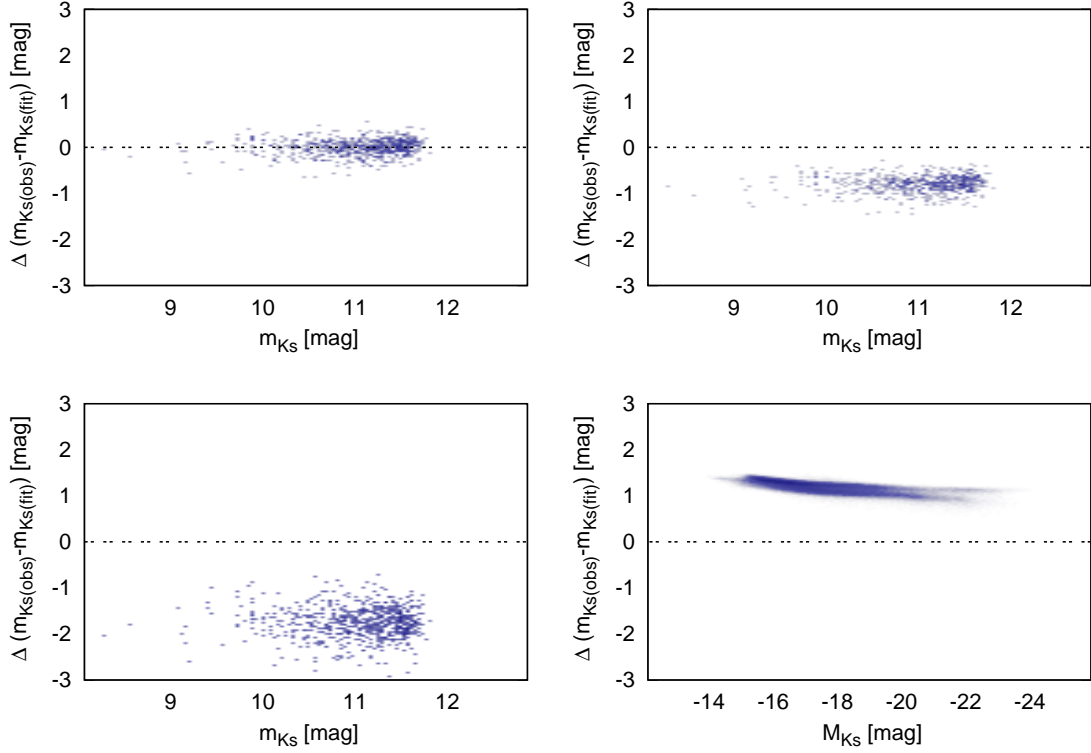 3
2
1
0
-1
-2
-3
Δ (mKs(obs)-mKs(fit)) [mag]
9 10 11 12
mKs [mag]
3
2
1
0
-1
-2
-3
Δ (mKs(obs)-mKs(fit)) [mag]
9 10 11 12
mKs [mag]
3
2
1
0
-1
-2
-3
Δ (mKs(obs)-mKs(fit)) [mag]
9 10 11 12
mKs [mag]
3
2
1
0
-1
-2
-3
Δ (mKs(obs)-mKs(fit)) [mag]
-14 -16 -18 -20 -22 -24
MKs [mag]